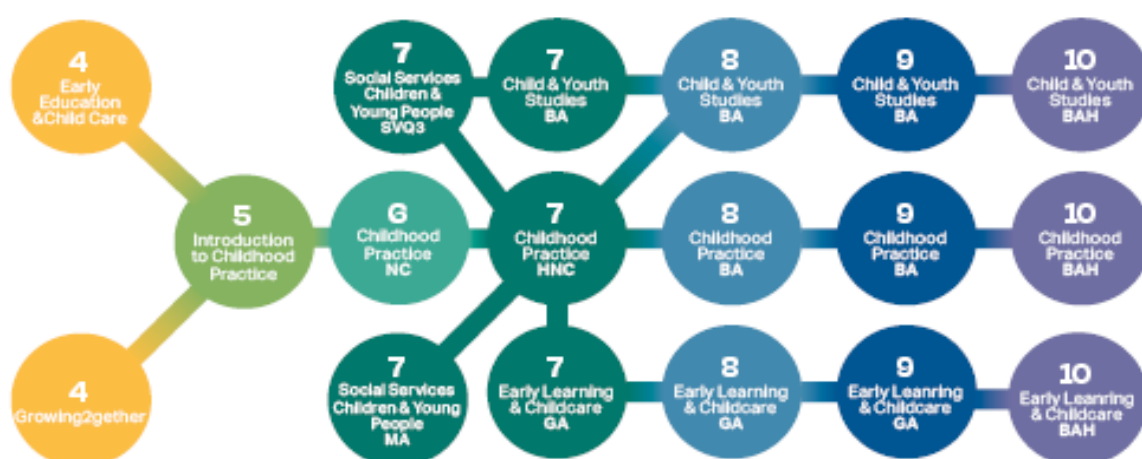 4
Early
Education
&Child Care
7
Social Services
Children &
Young People
SVQ3
7
Child & Youth
Studies
BA
8
Child & Youth
Studies
BA
9
Child & Youth
Studies
BA
10
Child & Youth
Studies
BAH
5
Introduction
to Childhood
Practice
6
Childhood
Practice
NC
7
Childhood
Practice
HNC
8
Childhood
Practice
BA
9
Childhood
Practice
BA
10
Childhood
Practice
BAH
4
Growing2gether
7
Social Services
Children & Young
People
MA
7
Early Learning
& Childcare
GA
8
Early Learning
& Childcare
GA
9
Early Leanring
& Childcare
GA
10
Early Leanring
& Childcare
BAH